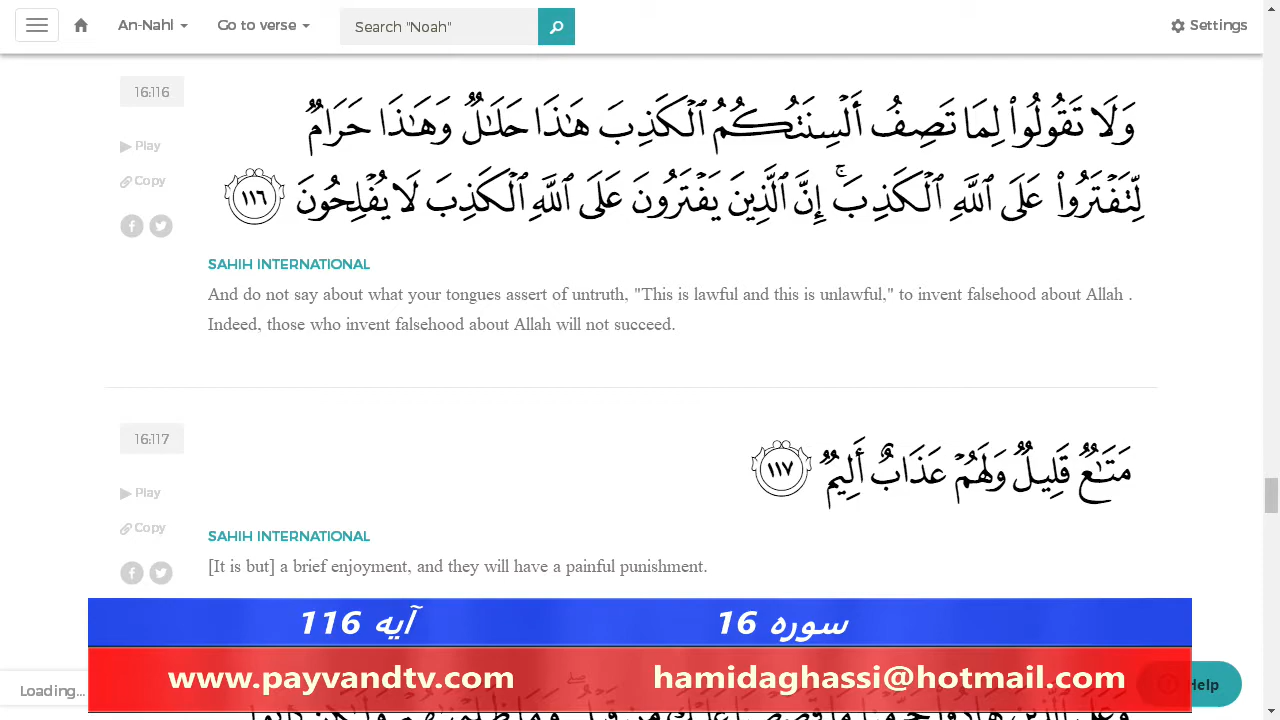 An-Nahl
Go to verse
Search "Noah"
Settings
16:116
Play
Copy
وَلَا تَقُولُوا۟ لِمَا تَصِفُ أَلْسِنَتُكُمُ ٱلْكَذِبَ هَـٰذَا حَلَـٰلٌ وَهَـٰذَا حَرَامٌ
لِّتَفْتَرُوا۟ عَلَى ٱللَّهِ ٱلْكَذِبَ ۚ إِنَّ ٱلَّذِينَ يَفْتَرُونَ عَلَى ٱللَّهِ ٱلْكَذِبَ لَا يُفْلِحُونَ ١١٦
SAHIH INTERNATIONAL
And do not say about what your tongues assert of untruth, "This is lawful and this is unlawful," to invent falsehood about Allah .
Indeed, those who invent falsehood about Allah will not succeed.
16:117
Play
Copy
مَتَـٰعٌ قَلِيلٌ وَلَهُمْ عَذَابٌ أَلِيمٌ ١١٧
SAHIH INTERNATIONAL
[It is but] a brief enjoyment, and they will have a painful punishment.
سوره 16 آیه 116
www.payvandtv.com hamidaghassi@hotmail.com
Loading...
Help